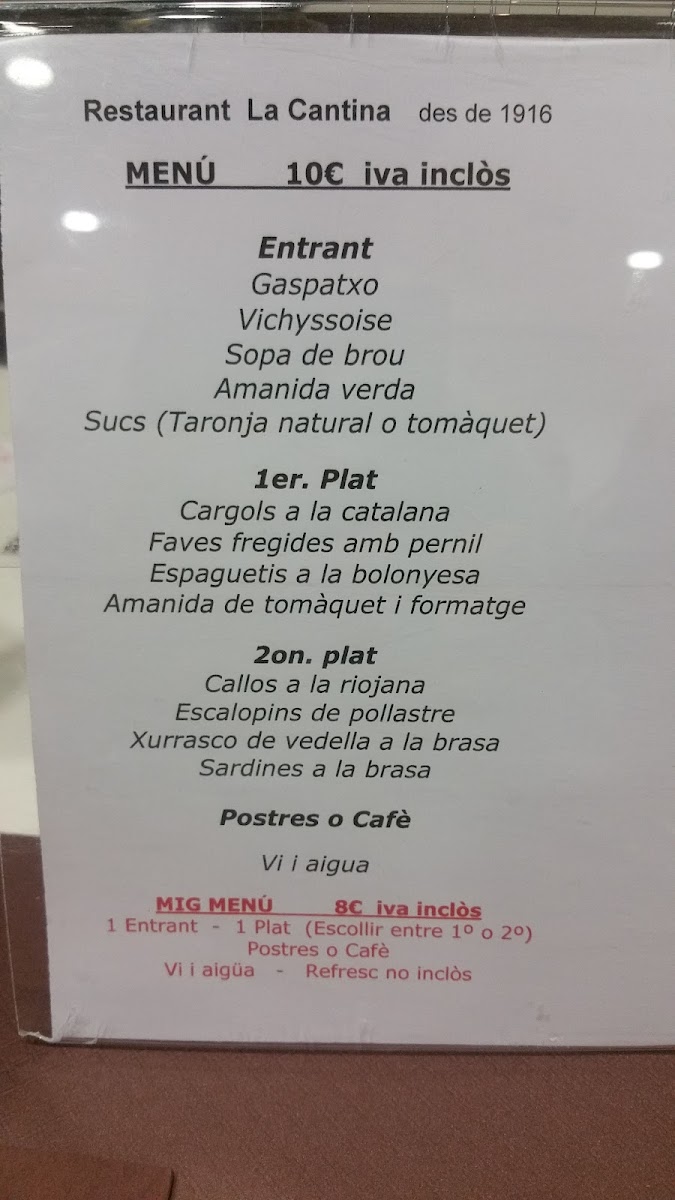 Restaurant La Cantina des de 1916
MENÚ 10€ iva inclòs
Entrant
Gaspatxo
Vichyssoise
Sopa de brou
Amanida verda
Sucs (Taronja natural o tomàquet)
1er. Plat
Cargols a la catalana
Faves fregides amb pernil
Espaguetis a la bolonyesa
Amanida de tomàquet i formatge
2on. plat
Callos a la riojana
Escalopins de pollastre
Xurrasco de vedella a la brasa
Sardines a la brasa
Postres o Cafè
Vi i aigua
MIG MENÚ 8€ iva inclòs
1 Entrant - 1 Plat (Escollir entre 1º o 2º)
Postres o Cafè
Vi i aigüa - Refresc no inclòs